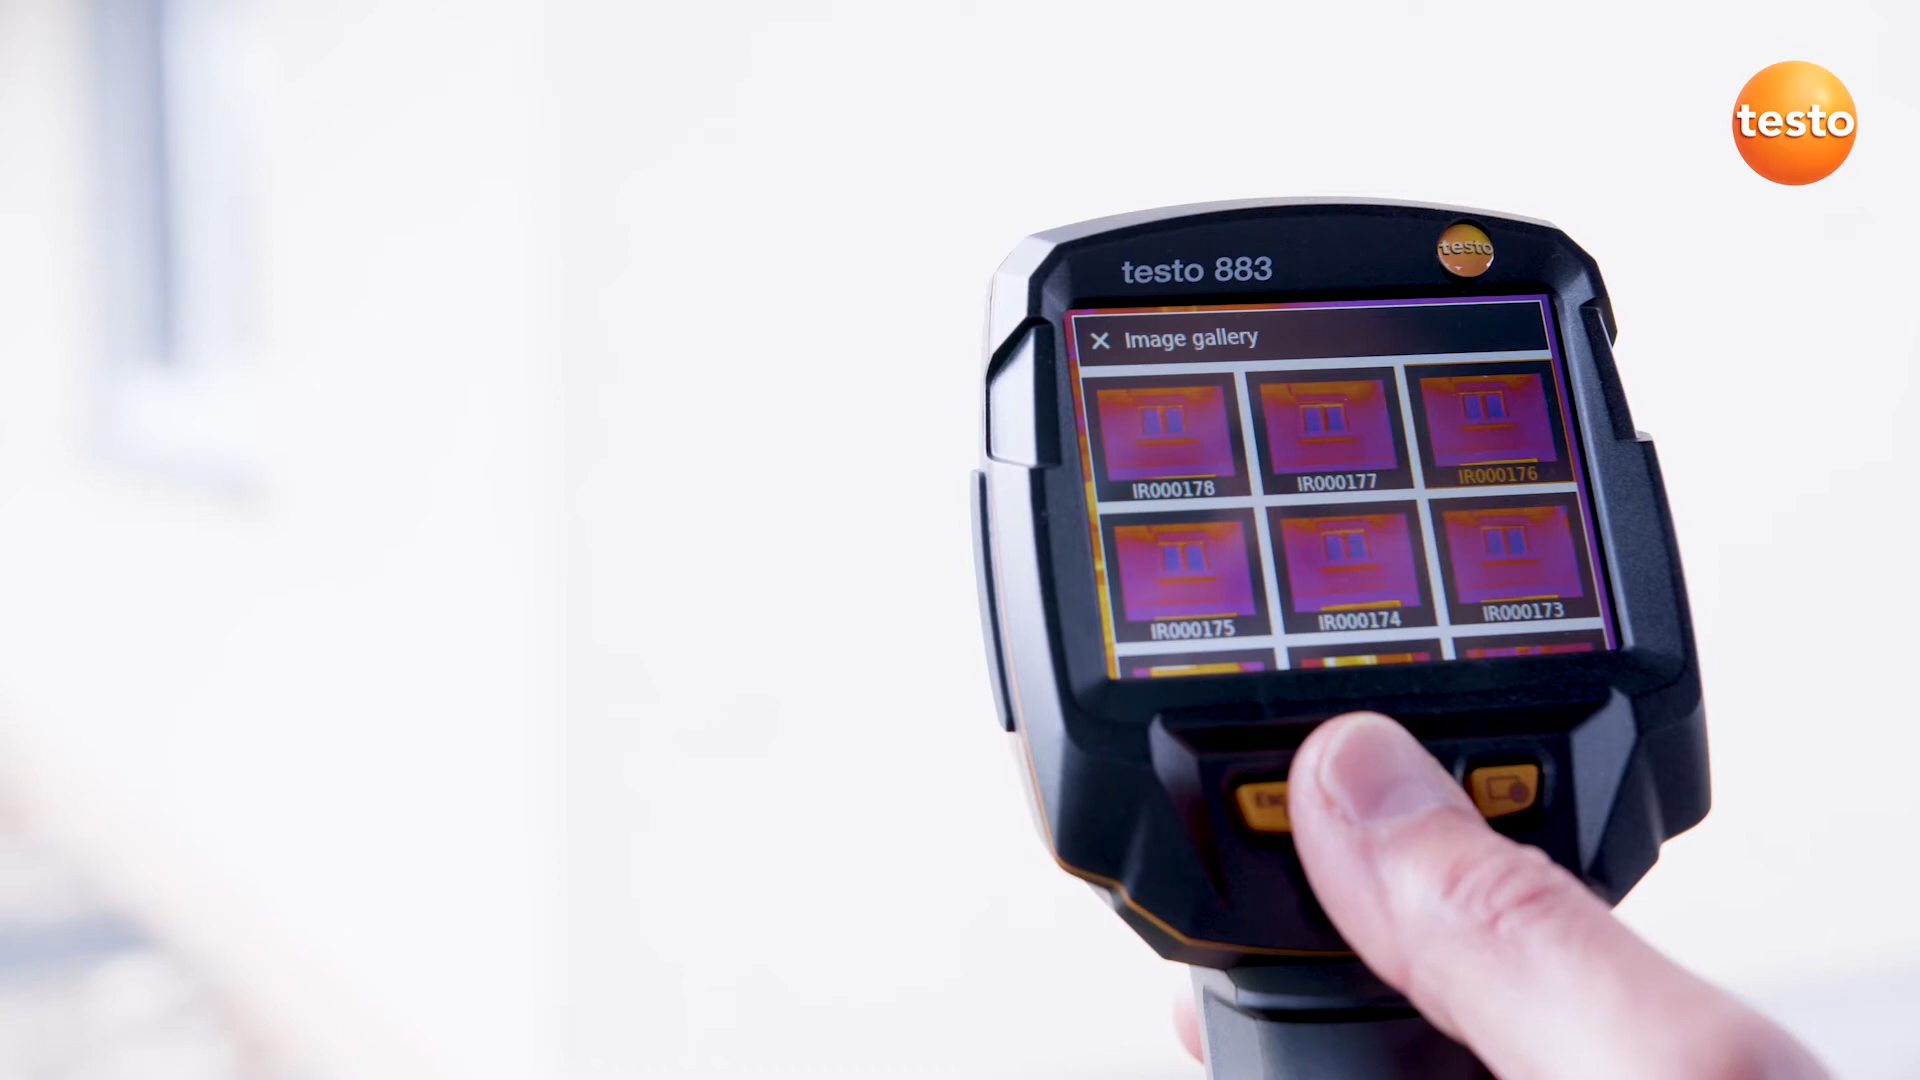 testo
testo 883
testo
Image gallery
IR000178 IR000177 IR000176
IR000175 IR000174 IR000173